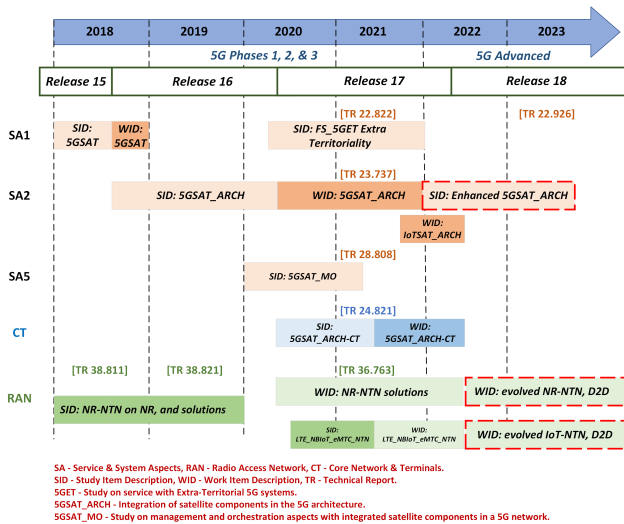 2018 2019 2020 2021 2022 2023
5G Phases 1, 2, & 3 5G Advanced
Release 15 Release 16 Release 17 Release 18
[TR 22.822] [TR 22.926]
SA1
SID:
5GSAT
WID:
5GSAT
SID: FS_5GET Extra
Territoriality
[TR 23.737]
SA2
SID: 5GSAT_ARCH WID: 5GSAT_ARCH SID: Enhanced 5GSAT_ARCH
WID:
IoTSAT_ARCH
[TR 28.808]
SA5
SID: 5GSAT_MO
[TR 24.821]
CT
SID:
5GSAT_ARCH-CT
WID:
5GSAT_ARCH-CT
[TR 38.811] [TR 38.821] [TR 36.763]
RAN
WID: NR-NTN solutions WID: evolved NR-NTN, D2D
SID: NR-NTN on NR, and solutions
SID:
LTE_NBIoT_eMTC_NTN
WID:
LTE_NBIoT_eMTC_NTN
WID: evolved IoT-NTN, D2D
SA - Service & System Aspects, RAN - Radio Access Network, CT - Core Network & Terminals.
SID - Study Item Description, WID - Work Item Description, TR - Technical Report.
5GET - Study on service with Extra-Territorial 5G systems.
5GSAT_ARCH - Integration of satellite components in the 5G architecture.
5GSAT_MO - Study on management and orchestration aspects with integrated satellite components in a 5G network.